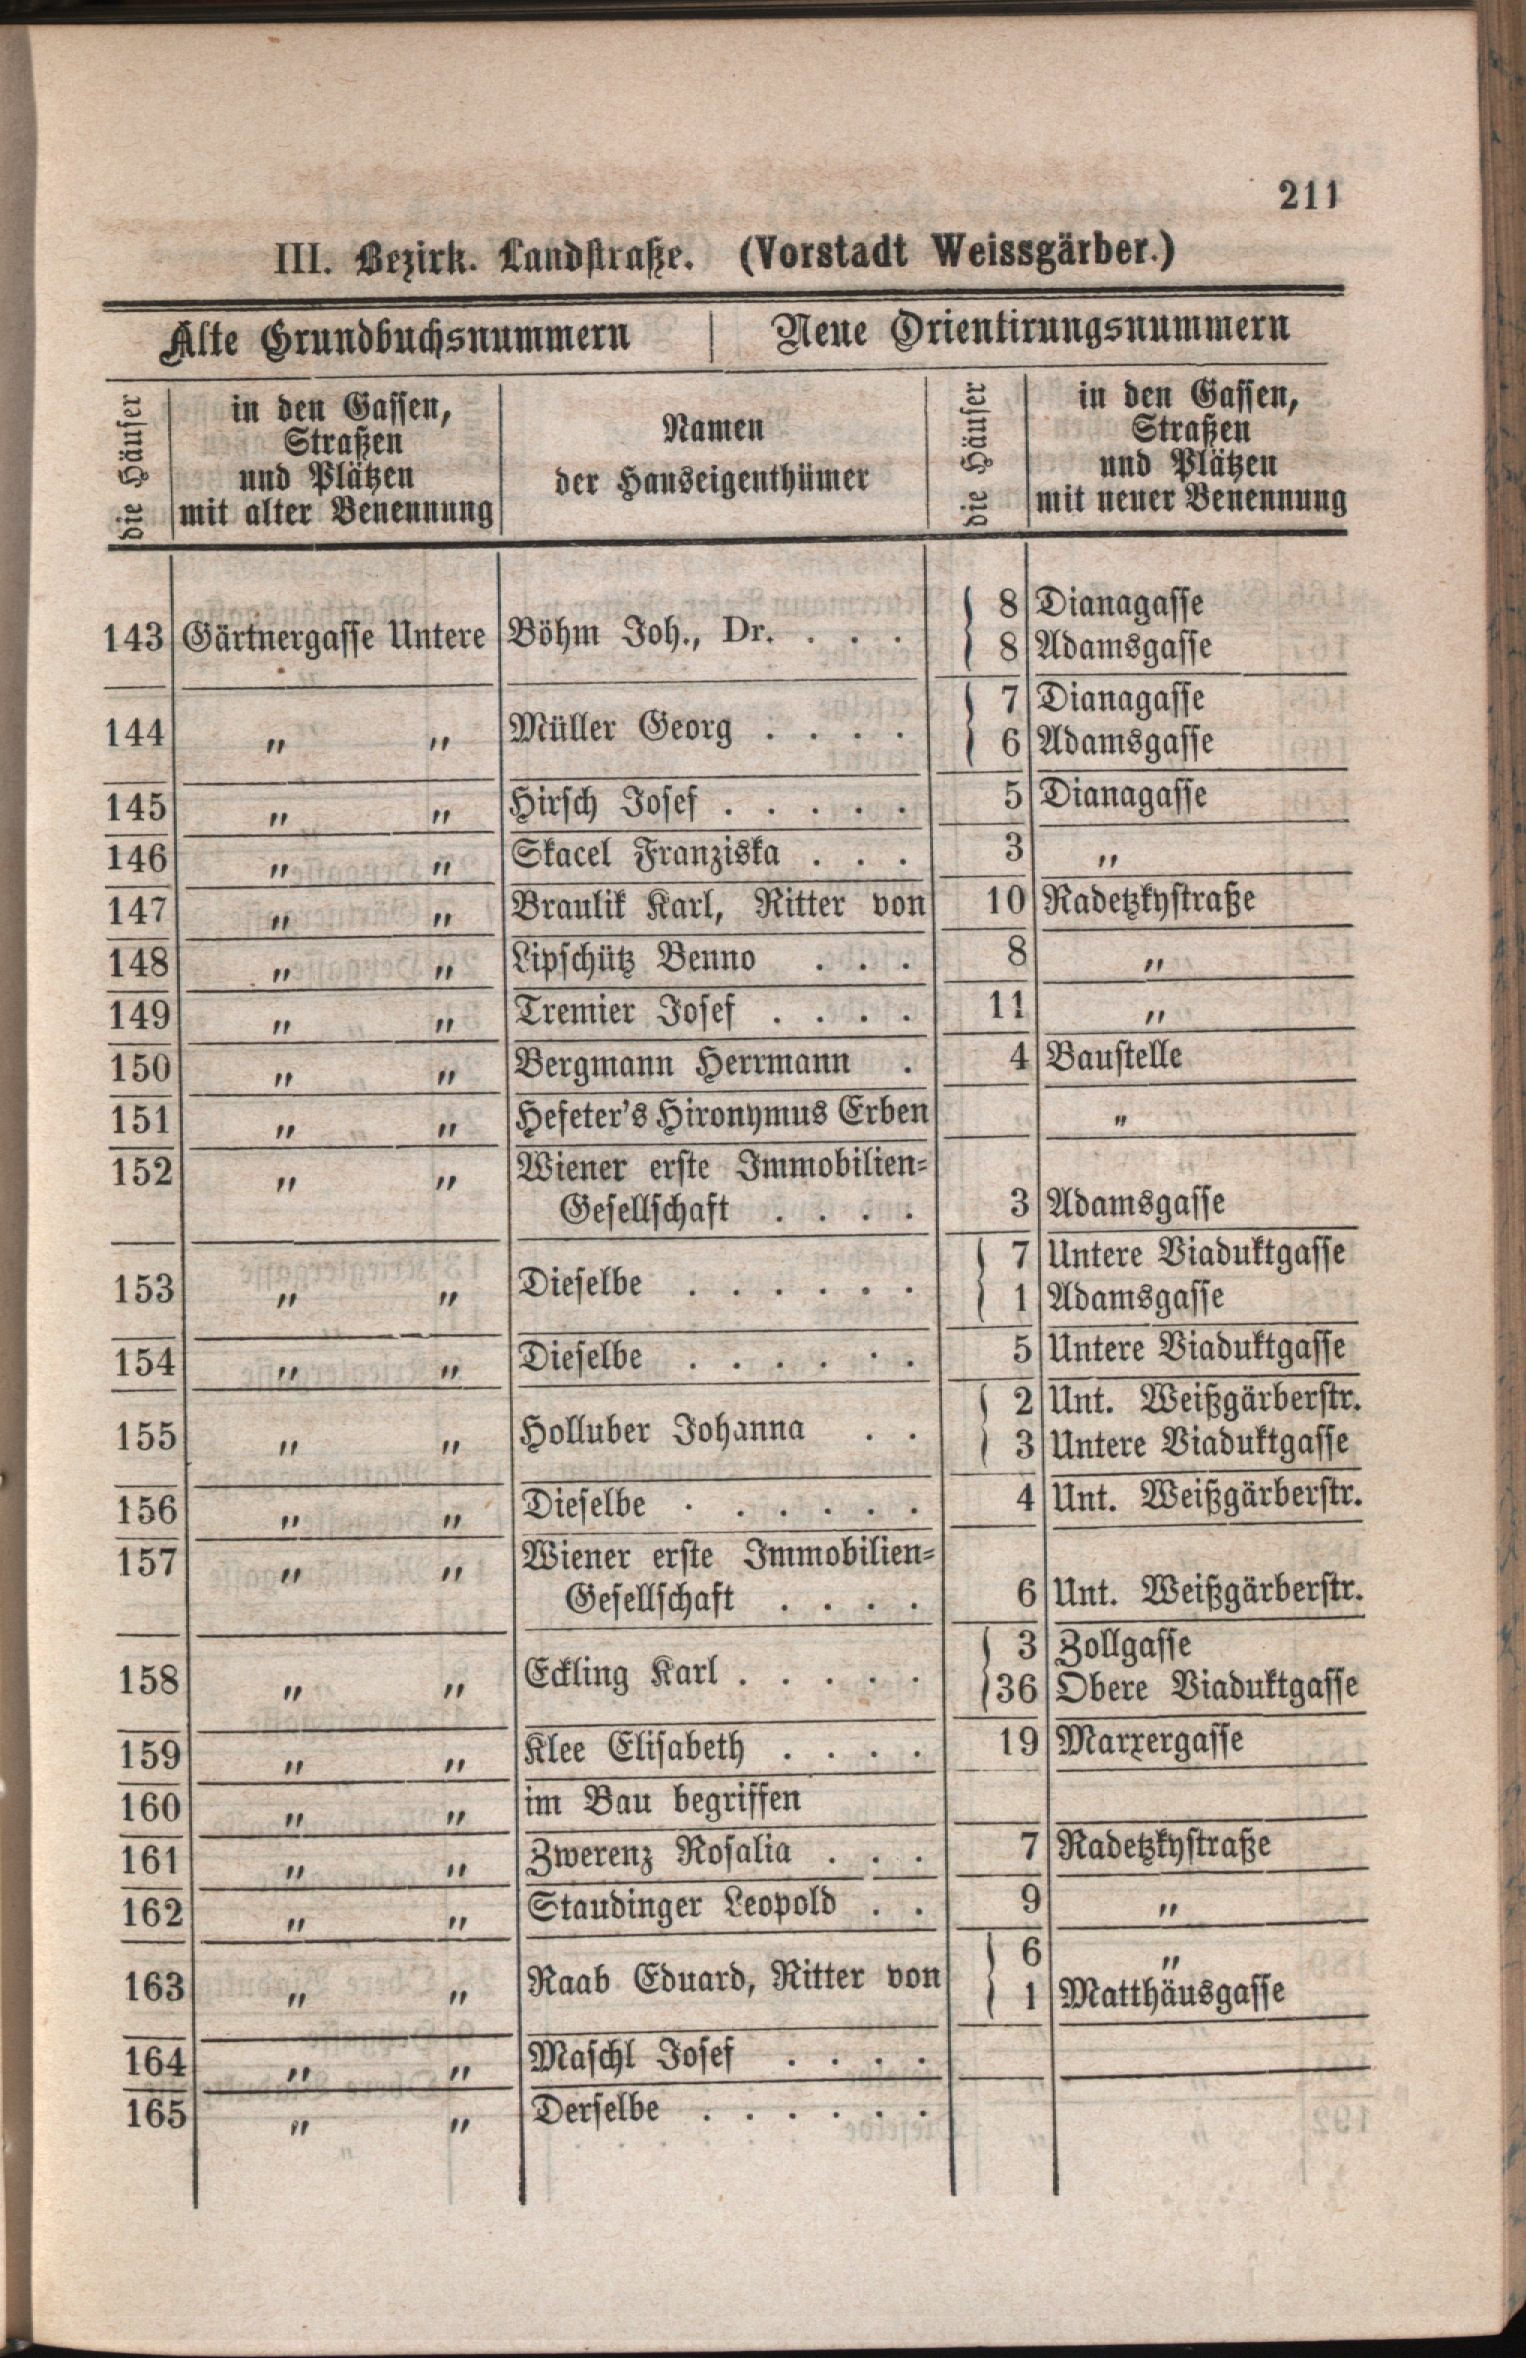 211
III. Bezirk. Landstraße. (Vorstadt Weissgärber.)
Alte Grundbuchsnummern | Neue Orientirungsnummern
die Häuser
in den Gassen,
Straßen
und Plätzen
mit alter Benennung
Namen
der Hauseigenthümer
die Häuser
in den Gassen,
Straßen
und Plätzen
mit neuer Benennung
143 Gärtnergasse Untere Böhm Joh., Dr. . . .
8 Dianagasse
8 Adamsgasse
144 " " Müller Georg . . . .
7 Dianagasse
6 Adamsgasse
145 " " Hirsch Josef . . . . . 5 Dianagasse
146 " " Skacel Franziska . . . 3 "
147 " " Braulik Karl, Ritter von 10 Radetzkystraße
148 " " Lipschütz Benno . . . 8 "
149 " " Tremier Josef . . . . 11 "
150 " " Bergmann Herrmann . 4 Baustelle
151 " " Hefeter's Hironymus Erben "
152 " " Wiener erste Immobilien-
Gesellschaft . . . . 3 Adamsgasse
153 " " Dieselbe . . . . . .
7 Untere Viaduktgasse
1 Adamsgasse
154 " " Dieselbe . . . . . . 5 Untere Viaduktgasse
155 " " Holluber Johanna . .
2 Unt. Weißgärberstr.
3 Untere Viaduktgasse
156 " " Dieselbe . . . . . . 4 Unt. Weißgärberstr.
157 " " Wiener erste Immobilien-
Gesellschaft . . . . 6 Unt. Weißgärberstr.
158 " " Eckling Karl . . . . .
3 Zollgasse
36 Obere Viaduktgasse
159 " " Klee Elisabeth . . . . 19 Marxergasse
160 " " im Bau begriffen
161 " " Zwerenz Rosalia . . . 7 Radetzkystraße
162 " " Staudinger Leopold . . 9 "
163 " " Raab Eduard, Ritter von
6 "
1 Matthäusgasse
164 " " Maschl Josef . . . .
165 " " Derselbe . . . . . .